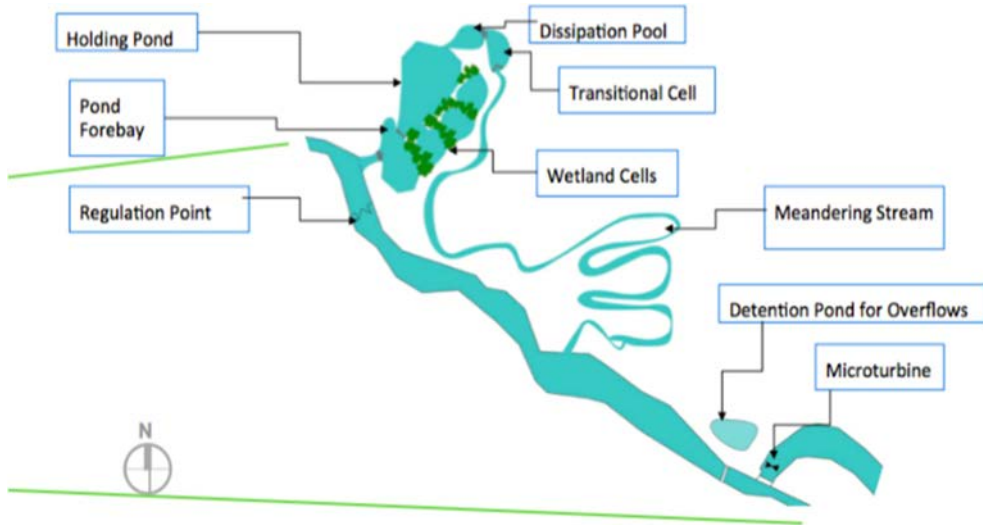 Dissipation Pool
Holding Pond
Transitional Cell
Pond
Forebay
Wetland Cells
Regulation Point
Meandering Stream
Detention Pond for Overflows
Microturbine
N